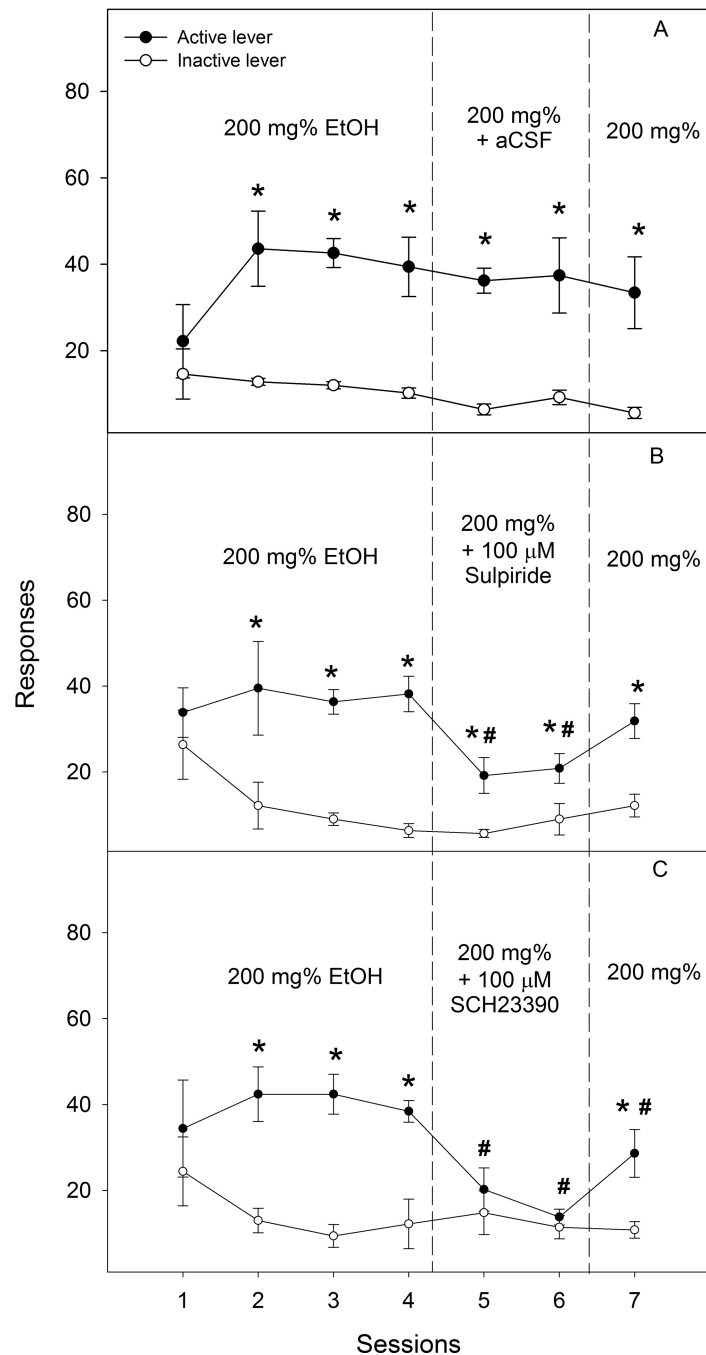 A
Active lever
Inactive lever
80
60
40
20
200 mg% EtOH
200 mg%
+ aCSF
200 mg%
*
*
*
*
*
*
B
80
60
40
20
200 mg% EtOH
200 mg%
+ 100 μM
Sulpiride
200 mg%
*
*
*
*#
*#
*
Responses
C
80
60
40
20
200 mg% EtOH
200 mg%
+ 100 μM
SCH23390
200 mg%
*
*
*
#
#
*#
1 2 3 4 5 6 7
Sessions